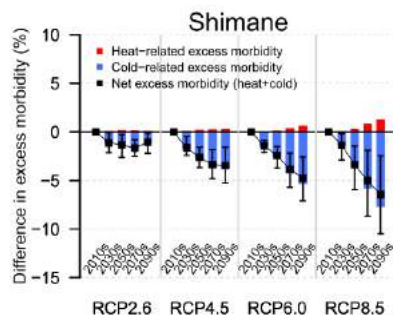 Shimane
Difference in excess morbidity (%)
10
5
0
−5
−10
−15
Heat−related excess morbidity
Cold−related excess morbidity
Net excess morbidity (heat+cold)
2010s 2030s 2050s 2070s 2090s 2010s 2030s 2050s 2070s 2090s 2010s 2030s 2050s 2070s 2090s 2010s 2030s 2050s 2070s 2090s
RCP2.6 RCP4.5 RCP6.0 RCP8.5